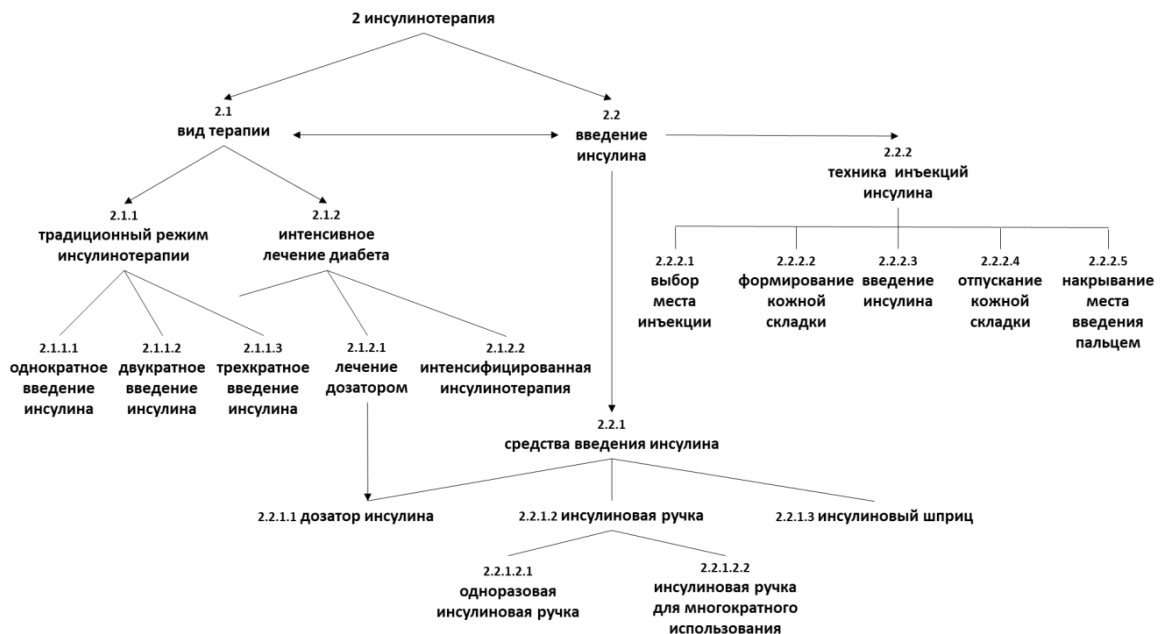 2 инсулинотерапия
2.1
вид терапии
2.2
введение
инсулина
2.2.2
техника инъекций
инсулина
2.1.1
традиционный режим
инсулинотерапии
2.1.2
интенсивное
лечение диабета
2.2.2.1
выбор
места
инъекции
2.2.2.2
формирование
кожной
складки
2.2.2.3
введение
инсулина
2.2.2.4
отпускание
кожной
складки
2.2.2.5
накрывание
места
введения
пальцем
2.1.1.1
однократное
введение
инсулина
2.1.1.2
двукратное
введение
инсулина
2.1.1.3
трехкратное
введение
инсулина
2.1.2.1
лечение
дозатором
2.1.2.2
интенсифицированная
инсулинотерапия
2.2.1
средства введения инсулина
2.2.1.1 дозатор инсулина
2.2.1.2 инсулиновая ручка
2.2.1.3 инсулиновый шприц
2.2.1.2.1
одноразовая
инсулиновая ручка
2.2.1.2.2
инсулиновая ручка
для многократного
использования